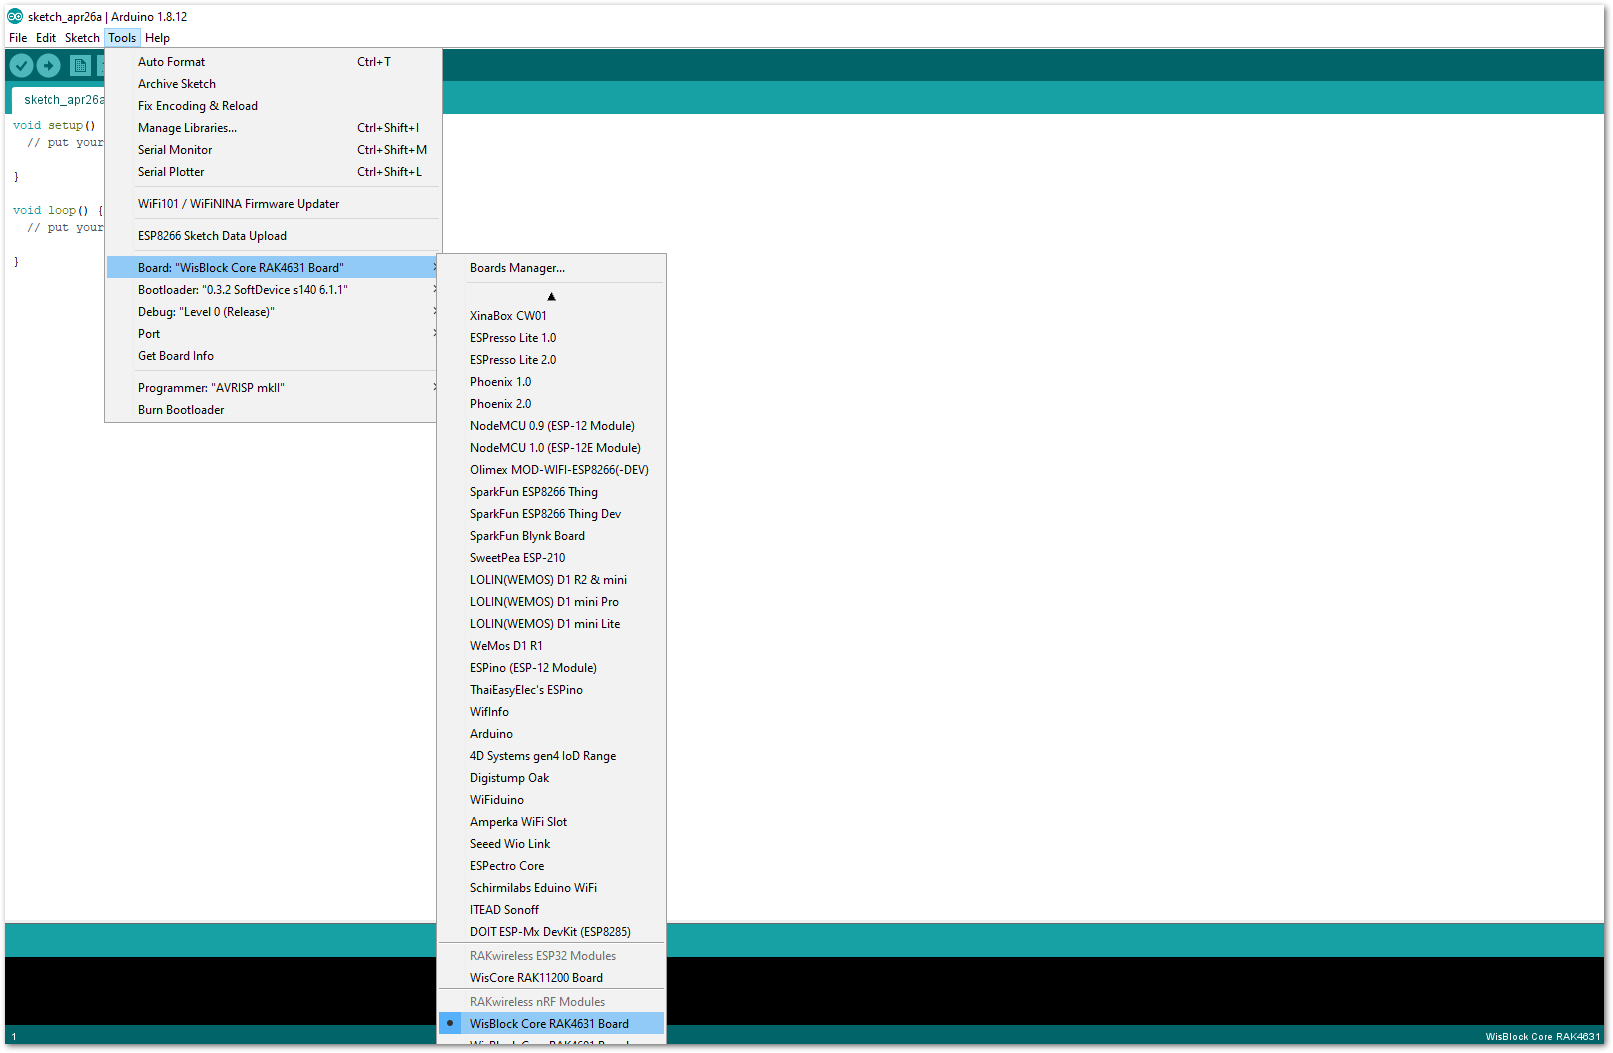 sketch_apr26a | Arduino 1.8.12
File Edit Sketch Tools Help
sketch_apr26a
void setup()
// put your
}
void loop() {
// put your
}
Auto Format Ctrl+T
Archive Sketch
Fix Encoding & Reload
Manage Libraries... Ctrl+Shift+I
Serial Monitor Ctrl+Shift+M
Serial Plotter Ctrl+Shift+L
WiFi101 / WiFiNINA Firmware Updater
ESP8266 Sketch Data Upload
Board: "WisBlock Core RAK4631 Board"
Bootloader: "0.3.2 SoftDevice s140 6.1.1"
Debug: "Level 0 (Release)"
Port
Get Board Info
Programmer: "AVRISP mkII"
Burn Bootloader
Boards Manager...
XinaBox CW01
ESPresso Lite 1.0
ESPresso Lite 2.0
Phoenix 1.0
Phoenix 2.0
NodeMCU 0.9 (ESP-12 Module)
NodeMCU 1.0 (ESP-12E Module)
Olimex MOD-WIFI-ESP8266(-DEV)
SparkFun ESP8266 Thing
SparkFun ESP8266 Thing Dev
SparkFun Blynk Board
SweetPea ESP-210
LOLIN(WEMOS) D1 R2 & mini
LOLIN(WEMOS) D1 mini Pro
LOLIN(WEMOS) D1 mini Lite
WeMos D1 R1
ESPino (ESP-12 Module)
ThaiEasyElec's ESPino
WifInfo
Arduino
4D Systems gen4 IoD Range
Digistump Oak
WiFiduino
Amperka WiFi Slot
Seeed Wio Link
ESPectro Core
Schirmilabs Eduino WiFi
ITEAD Sonoff
DOIT ESP-Mx DevKit (ESP8285)
RAKwireless ESP32 Modules
WisCore RAK11200 Board
RAKwireless nRF Modules
WisBlock Core RAK4631 Board
1
WisBlock Core RAK4631